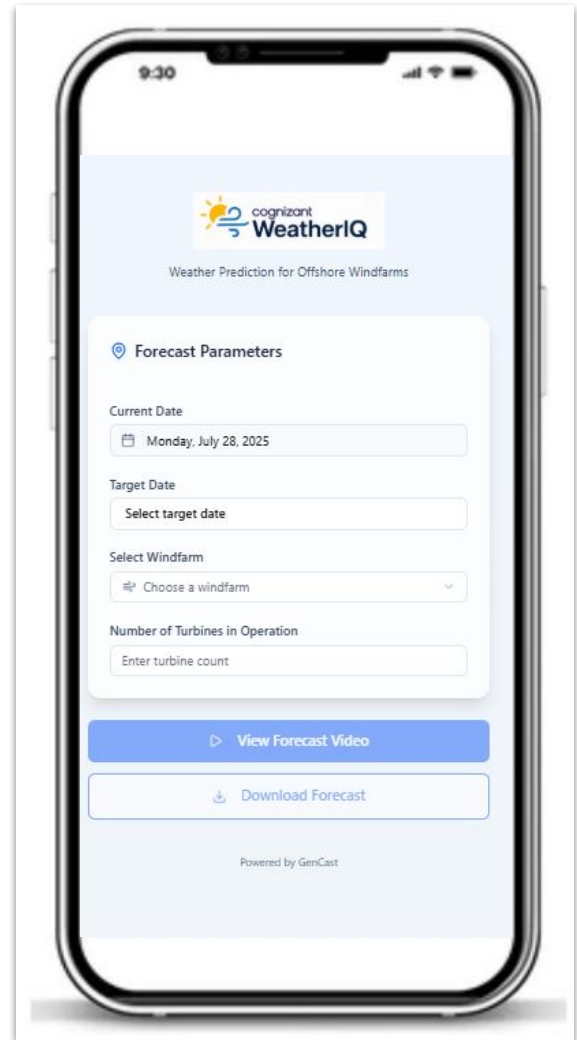 9:30
cognizant
WeatherIQ
Weather Prediction for Offshore Windfarms
Forecast Parameters
Current Date
Monday, July 28, 2025
Target Date
Select target date
Select Windfarm
Choose a windfarm
Number of Turbines in Operation
Enter turbine count
View Forecast Video
Download Forecast
Powered by GenCast